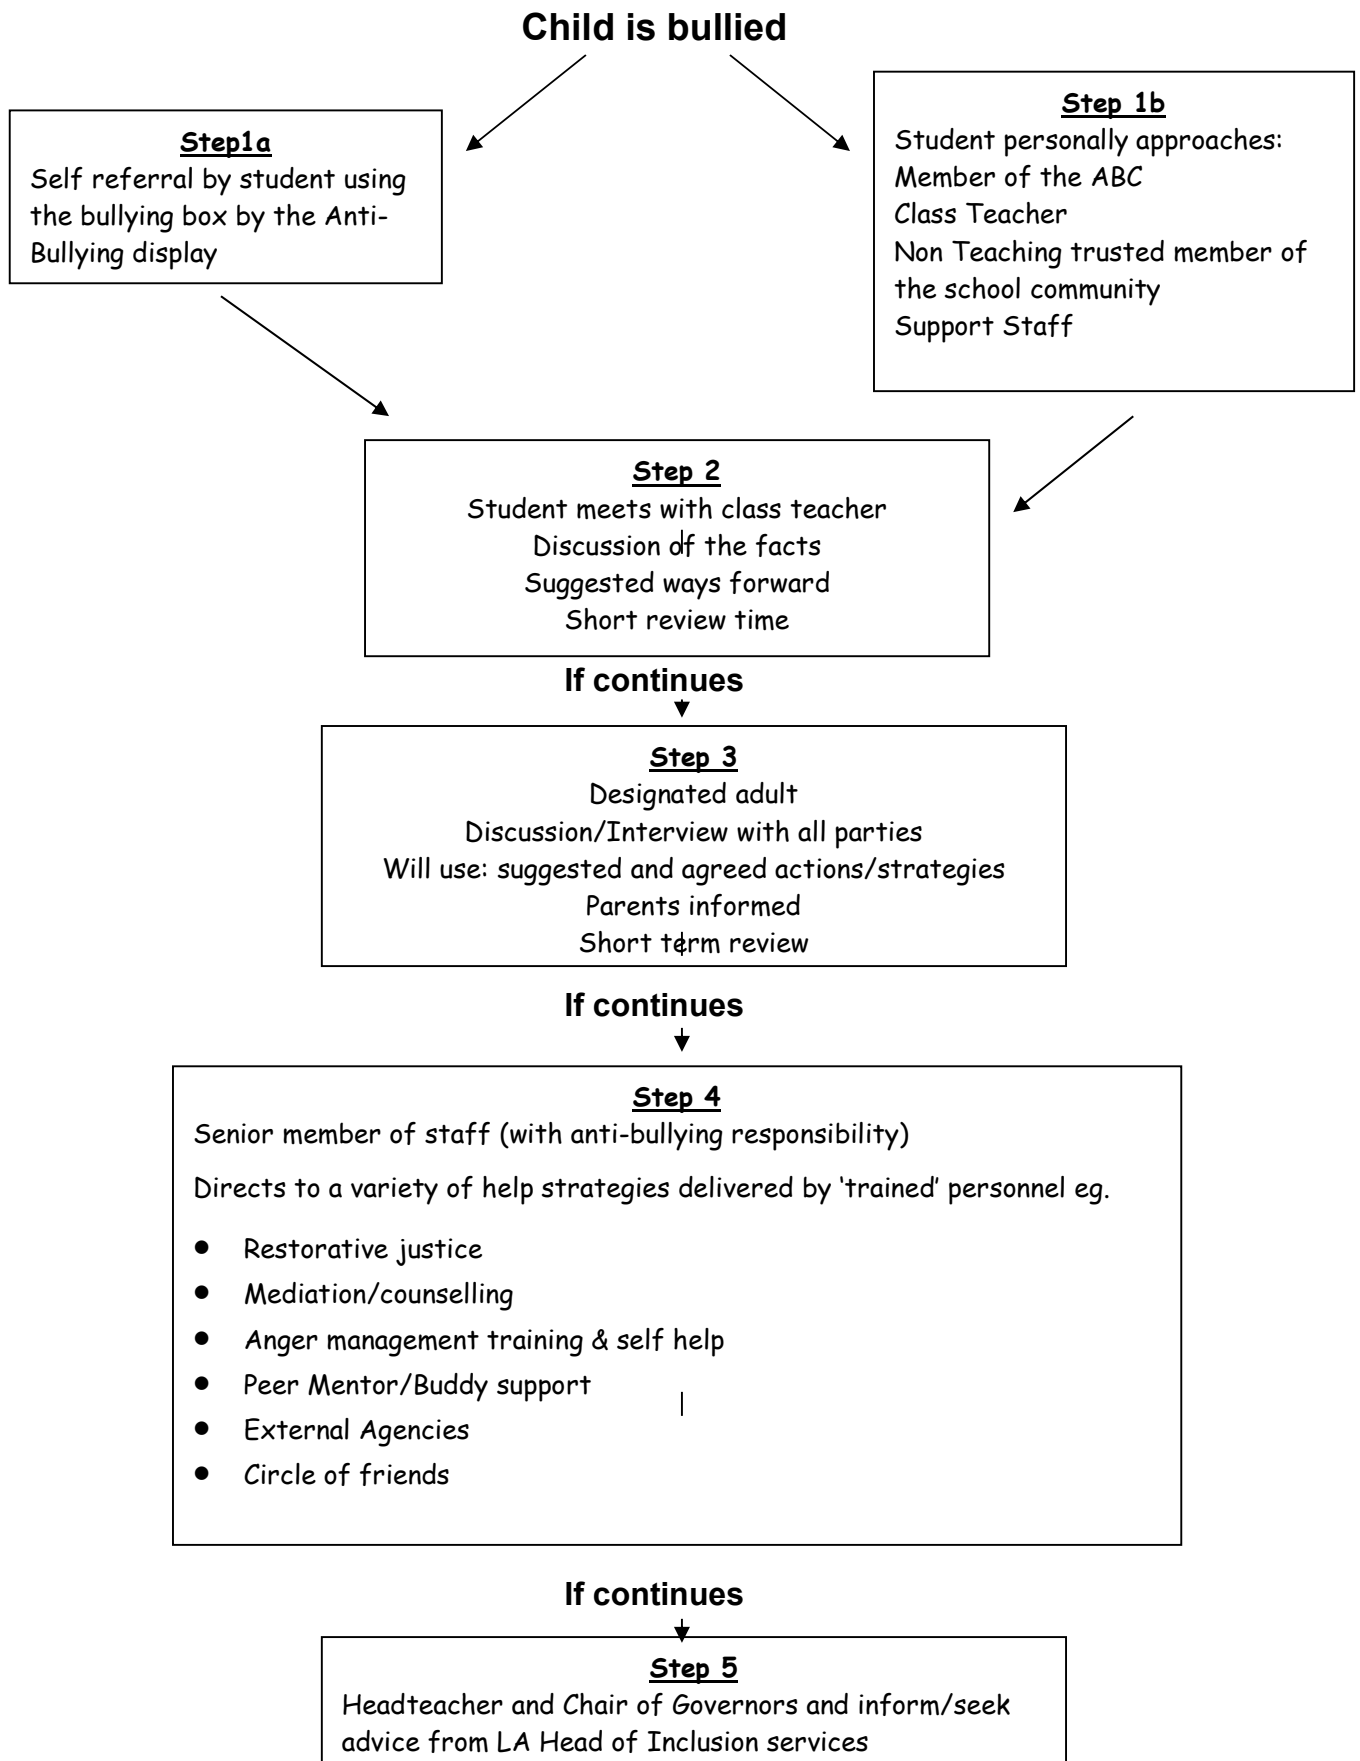 Child is bullied
Step1a
Self referral by student using
the bullying box by the Anti-
Bullying display
Step 1b
Student personally approaches:
Member of the ABC
Class Teacher
Non Teaching trusted member of
the school community
Support Staff
Step 2
Student meets with class teacher
Discussion of the facts
Suggested ways forward
Short review time
If continues
Step 3
Designated adult
Discussion/Interview with all parties
Will use: suggested and agreed actions/strategies
Parents informed
Short term review
If continues
Step 4
Senior member of staff (with anti-bullying responsibility)
Directs to a variety of help strategies delivered by ‘trained’ personnel eg.
● Restorative justice
● Mediation/counselling
● Anger management training & self help
● Peer Mentor/Buddy support
● External Agencies
● Circle of friends
If continues
Step 5
Headteacher and Chair of Governors and inform/seek
advice from LA Head of Inclusion services